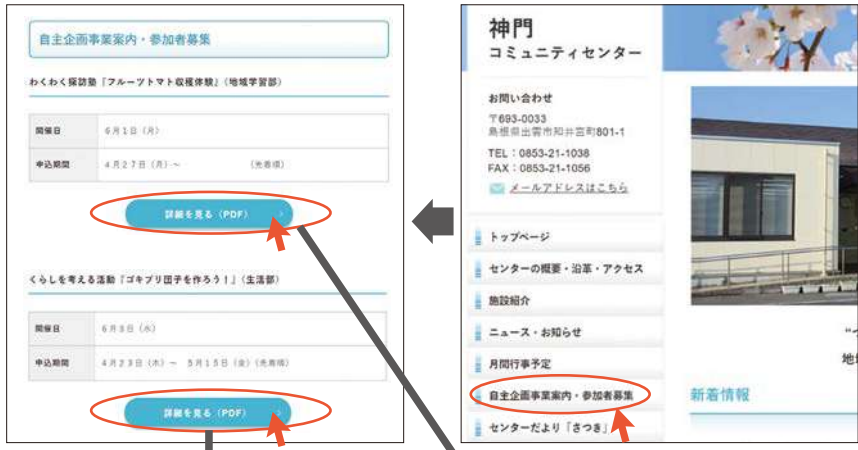 自主企画事業案内・参加者募集
わくわく探訪塾『フルーツトマト収穫体験』(地域学習部)
開催日 6月1日(月)
申込期間 4月27日(月)~ (先着順)
詳細を見る(PDF)
くらしを考える活動『ゴキブリ団子を作ろう!』(生活部)
開催日 6月3日(水)
申込期間 4月23日(木)~ 5月15日(金)(先着順)
詳細を見る(PDF)
神門
コミュニティセンター
お問い合わせ
〒693-0033
島根県出雲市知井宮町801-1
TEL:0853-21-1038
FAX:0853-21-1056
メールアドレスはこちら
トップページ
センターの概要・沿革・アクセス
施設紹介
ニュース・お知らせ
月間行事予定
自主企画事業案内・参加者募集
センターだより「さつき」
地
新着情報